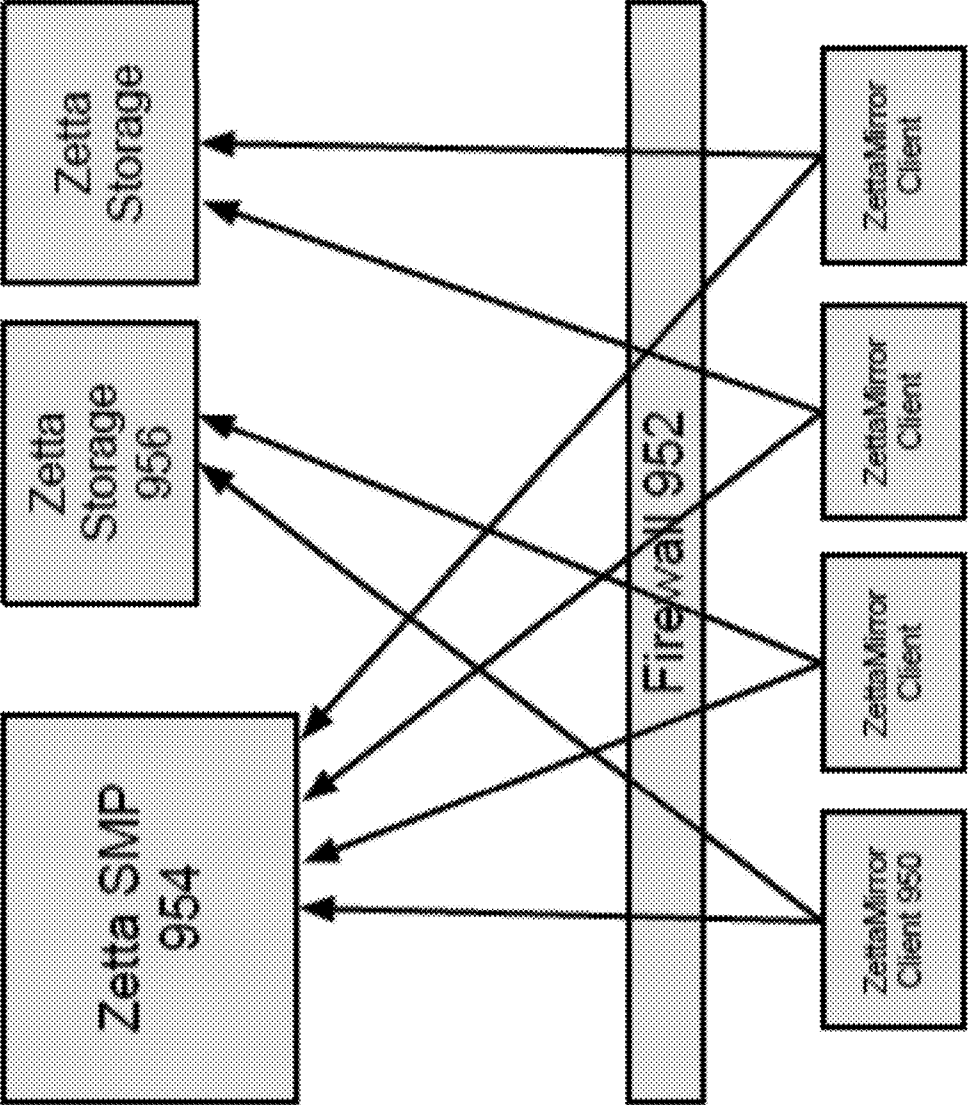 Zetta SMP
954
Zetta
Storage
956
Zetta
Storage
Firewall 952
ZettaMirror
Client 950
ZettaMirror
Client
ZettaMirror
Client
ZettaMirror
Client